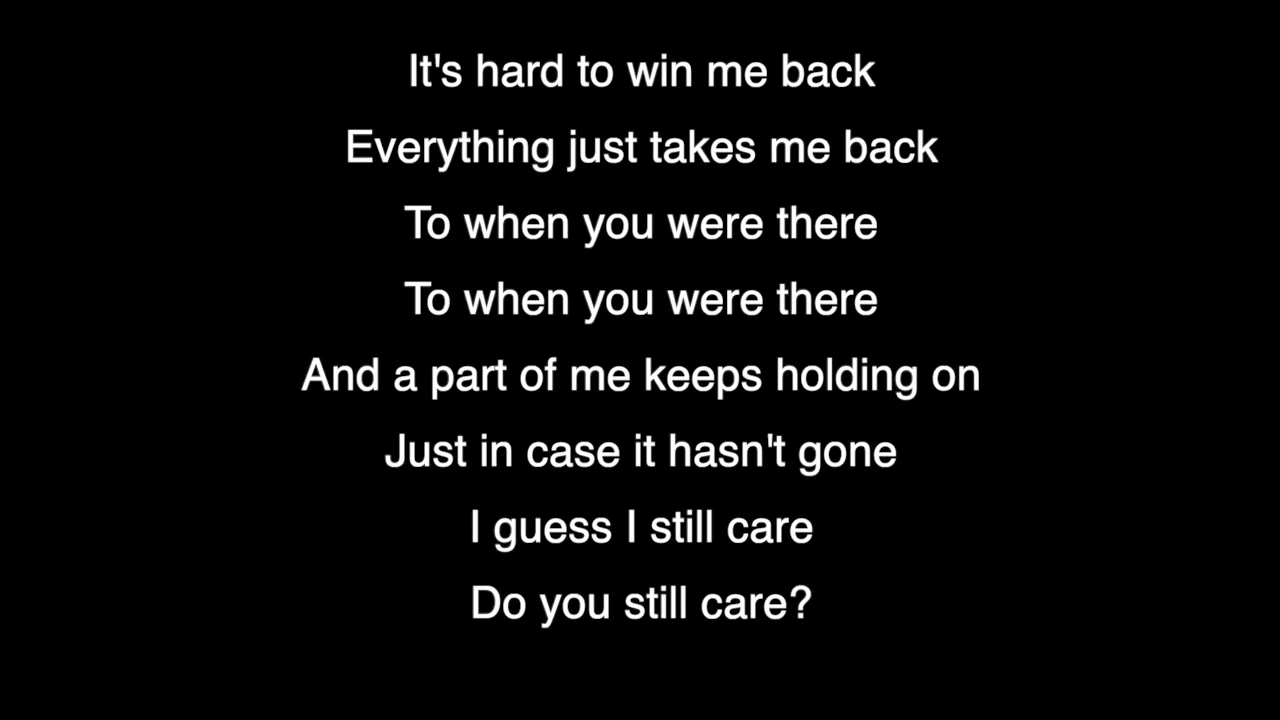 It's hard to win me back
Everything just takes me back
To when you were there
To when you were there
And a part of me keeps holding on
Just in case it hasn't gone
I guess I still care
Do you still care?